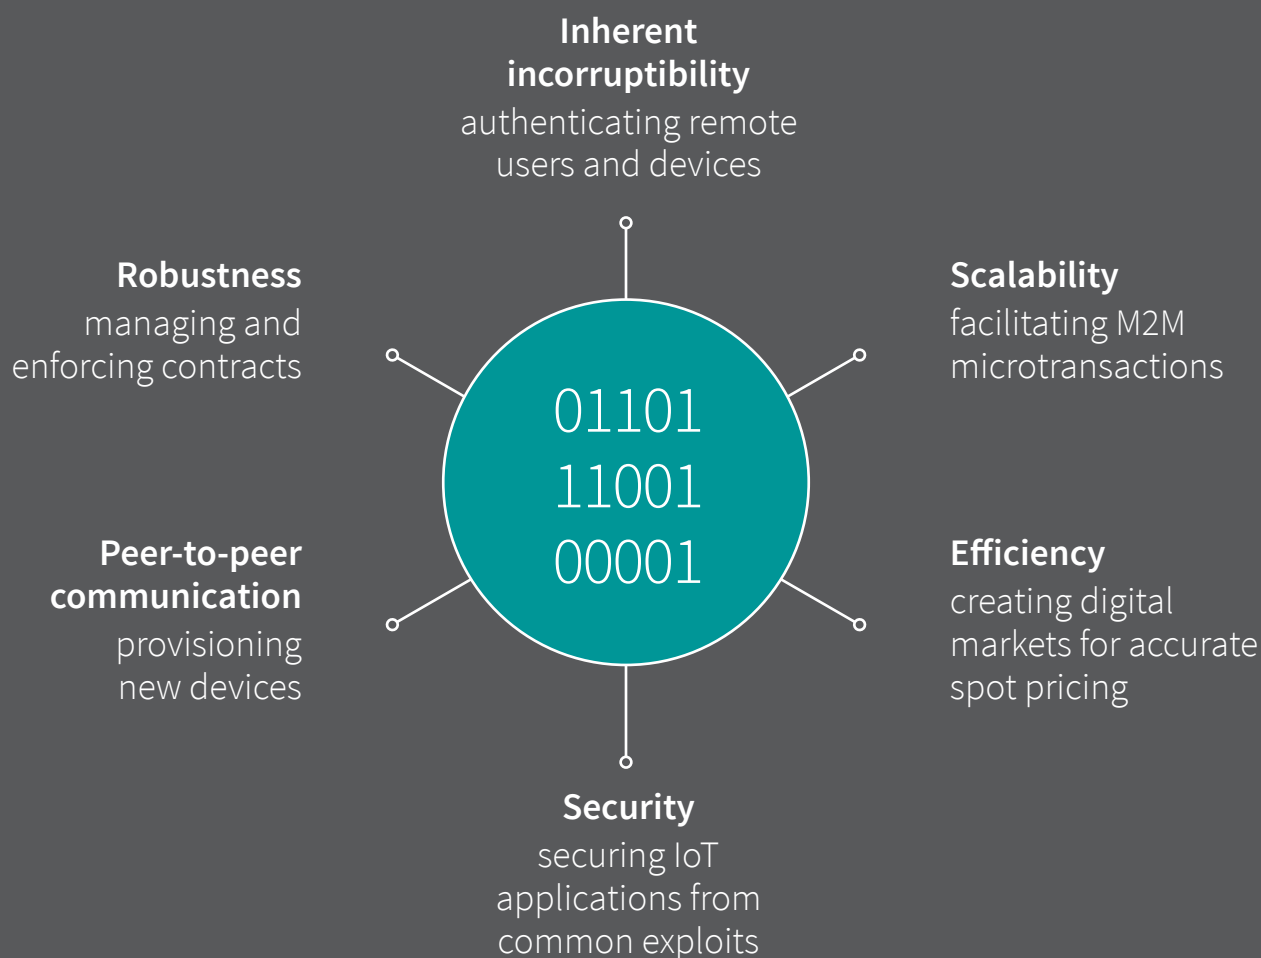 Inherent
incorruptibility
authenticating remote
users and devices
Robustness
managing and
enforcing contracts
Scalability
facilitating M2M
microtransactions
01101
11001
00001
Peer-to-peer
communication
provisioning
new devices
Efficiency
creating digital
markets for accurate
spot pricing
Security
securing IoT
applications from
common exploits